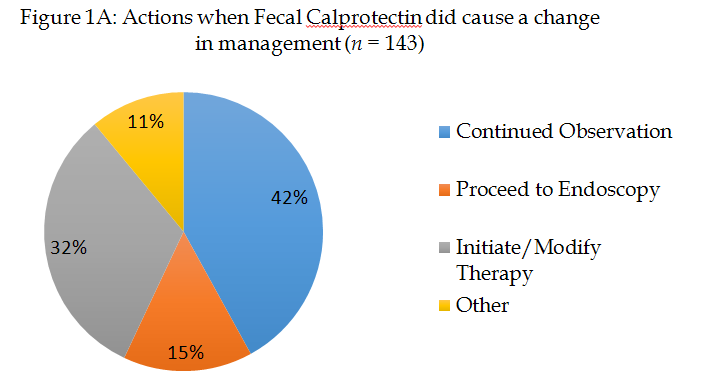 Figure 1A: Actions when Fecal Calprotectin did cause a change
in management (n = 143)
11%
42%
32%
15%
Continued Observation
Proceed to Endoscopy
Initiate/Modify
Therapy
Other